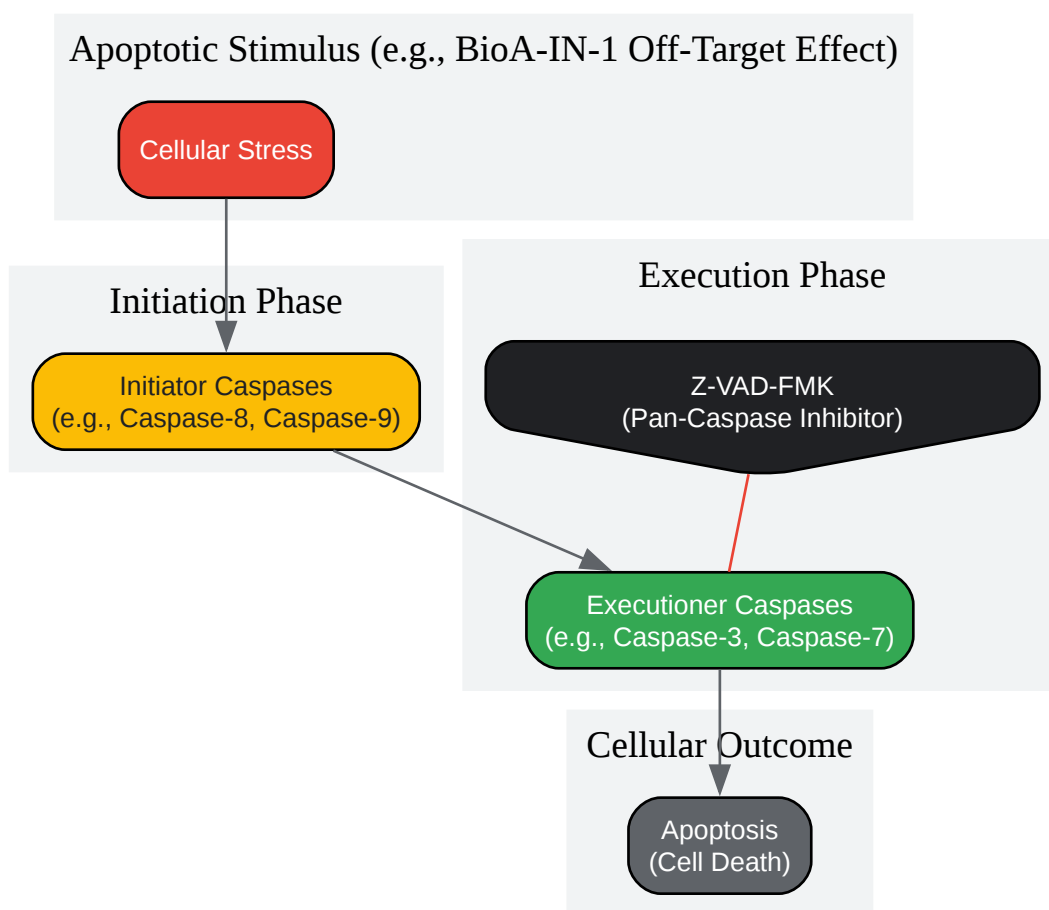 Apoptotic Stimulus (e.g., BioA-IN-1 Off-Target Effect)
Cellular Stress
Initiation Phase
Initiator Caspases
(e.g., Caspase-8, Caspase-9)
Execution Phase
Z-VAD-FMK
(Pan-Caspase Inhibitor)
Executioner Caspases
(e.g., Caspase-3, Caspase-7)
Cellular Outcome
Apoptosis
(Cell Death)